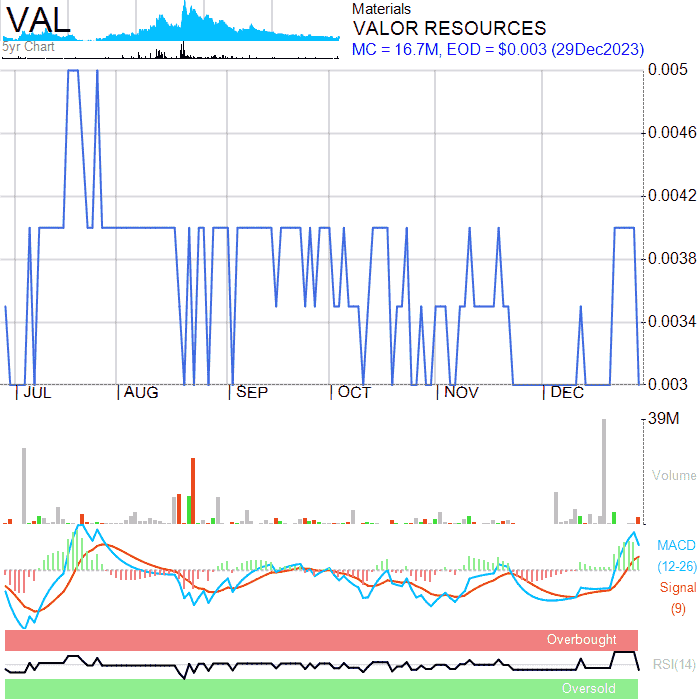 VAL
5yr Chart
Materials
VALOR RESOURCES
MC = 16.7M, EOD = $0.003 (29Dec2023)
0.005
0.0046
0.0042
0.0038
0.0034
0.003
JUL AUG SEP OCT NOV DEC
39M
Volume
MACD
(12-26)
Signal
(9)
Overbought
RSI(14)
Oversold